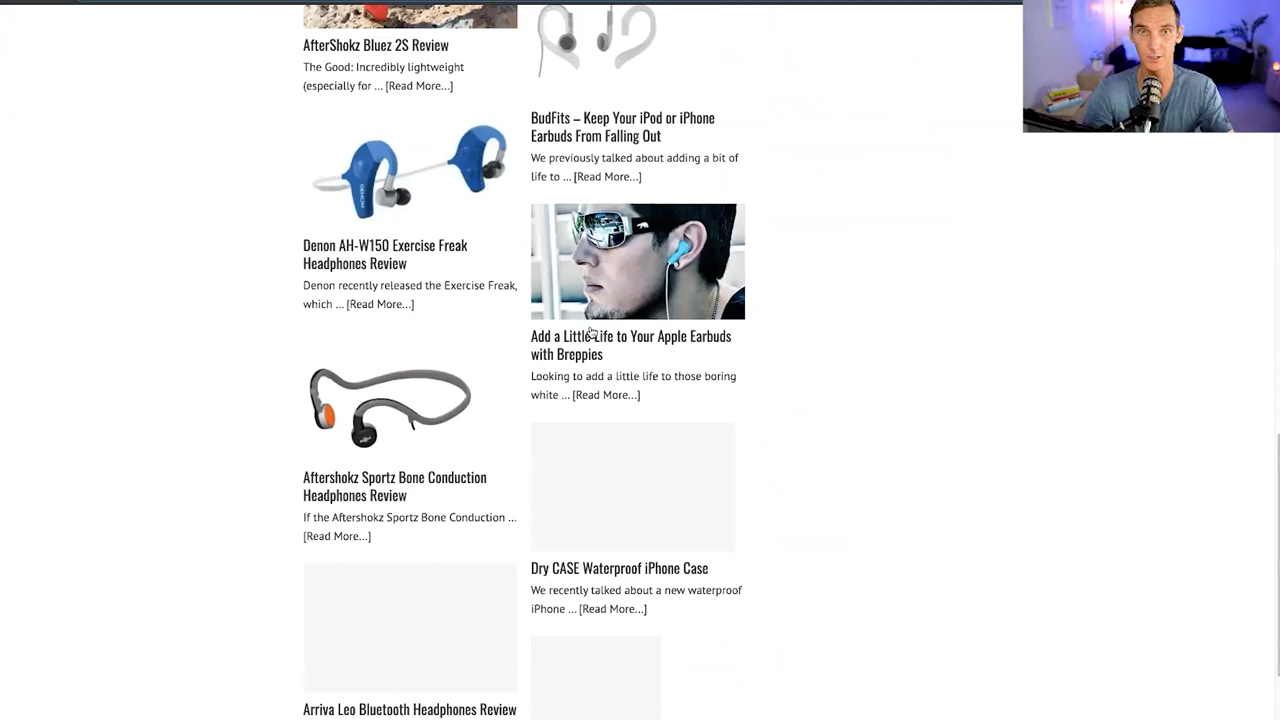 AfterShokz Bluez 2S Review
The Good: Incredibly lightweight
(especially for ... [Read More...]
Denon AH-W150 Exercise Freak
Headphones Review
Denon recently released the Exercise Freak,
which ... [Read More...]
Aftershokz Sportz Bone Conduction
Headphones Review
If the Aftershokz Sportz Bone Conduction ...
[Read More...]
Arriva Leo Bluetooth Headphones Review
BudFits – Keep Your iPod or iPhone
Earbuds From Falling Out
We previously talked about adding a bit of
life to ... [Read More...]
Add a Little Life to Your Apple Earbuds
with Breppies
Looking to add a little life to those boring
white ... [Read More...]
Dry CASE Waterproof iPhone Case
We recently talked about a new waterproof
iPhone ... [Read More...]